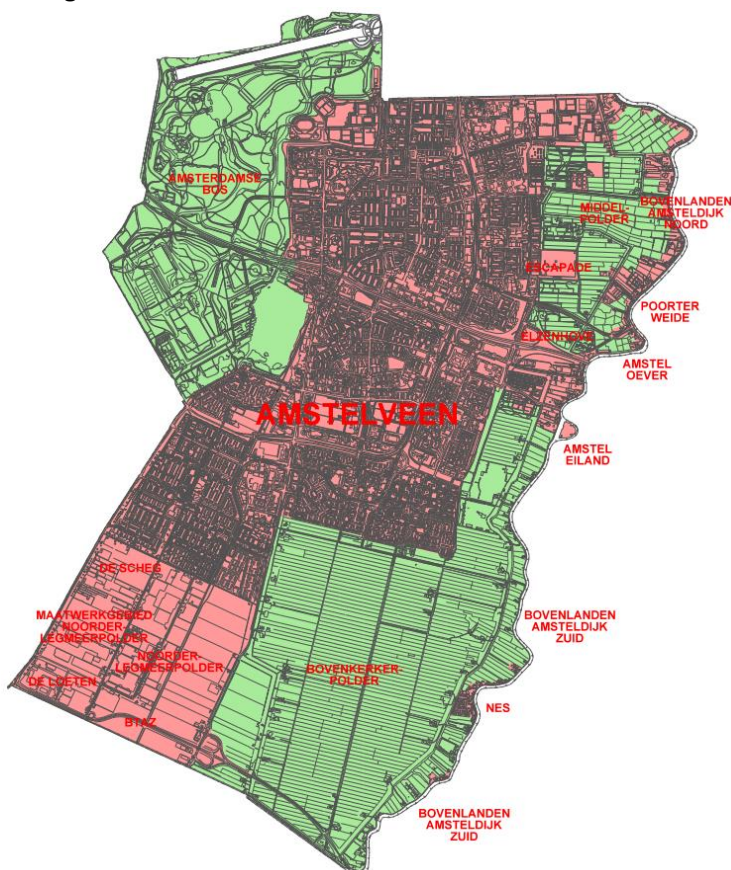 AMSTERDAMSE
BOS
MIDDEL-
POLDER
BOVENLANDEN
AMSTELDIJK
NOORD
ESCAPADE
POORTER
WEIDE
ELZENHOVE
AMSTEL
OEVER
AMSTELVEEN
AMSTEL
EILAND
DE SCHEG
MAATWERKGEBIED
NOORDER-
LEGMEERPOLDER
BOVENLANDEN
AMSTELDIJK
ZUID
NOORDER-
LEGMEERPOLDER
BOVENKERKER-
POLDER
DE LOETEN
NES
BTAZ
BOVENLANDEN
AMSTELDIJK
ZUID